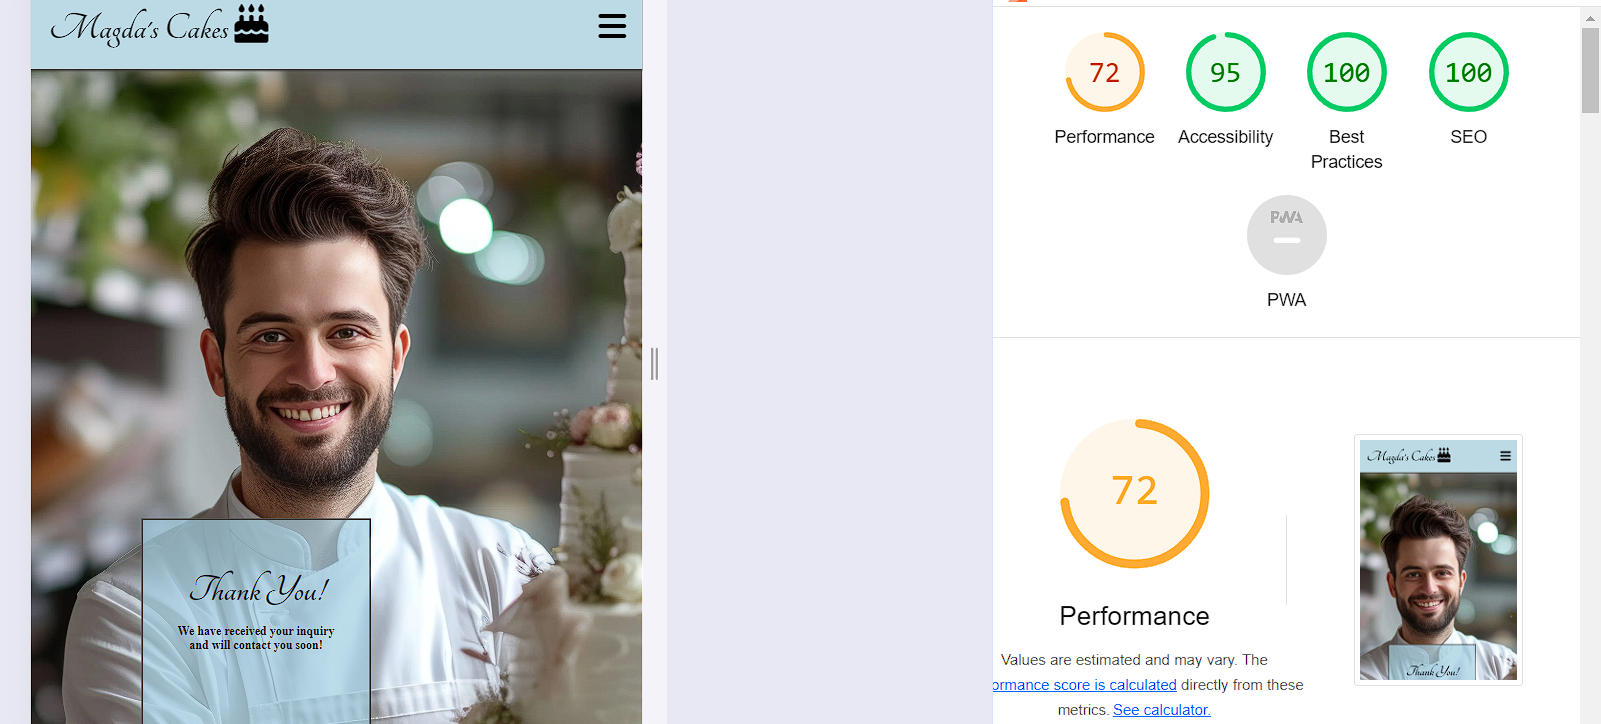 Magda's Cakes
Thank You!
We have received your inquiry
and will contact you soon!
72
95
100
100
Performance
Accessibility
Best
Practices
SEO
PWA
PWA
72
Performance
Values are estimated and may vary. The
ormance score is calculated directly from these
metrics. See calculator.
Magda's Cakes
Thank You!